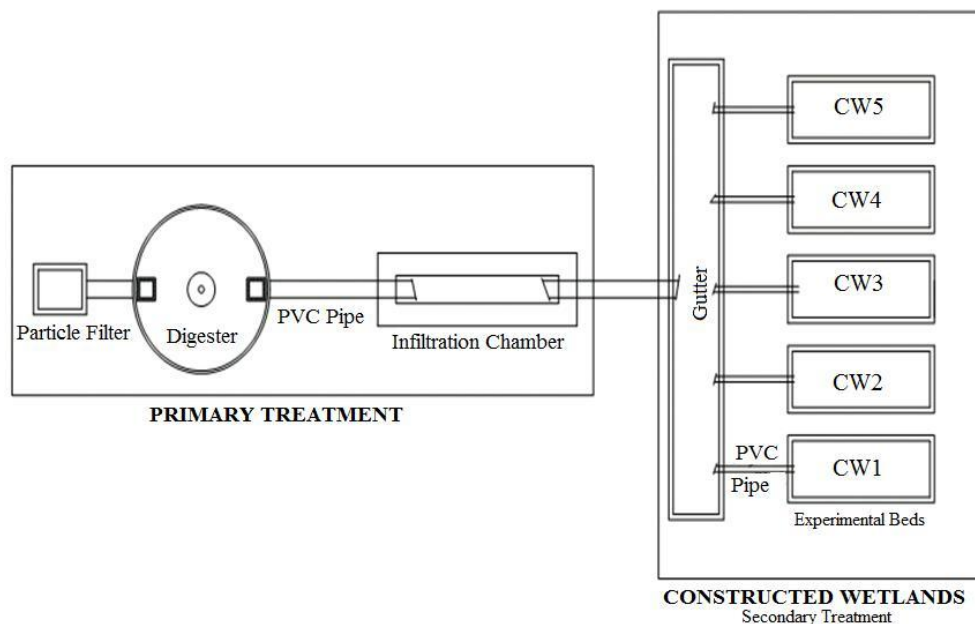 Particle Filter
Digester
PVC Pipe
Infiltration Chamber
PRIMARY TREATMENT
Gutter
CW5
CW4
CW3
CW2
CW1
PVC
Pipe
Experimental Beds
CONSTRUCTED WETLANDS
Secondary Treatment